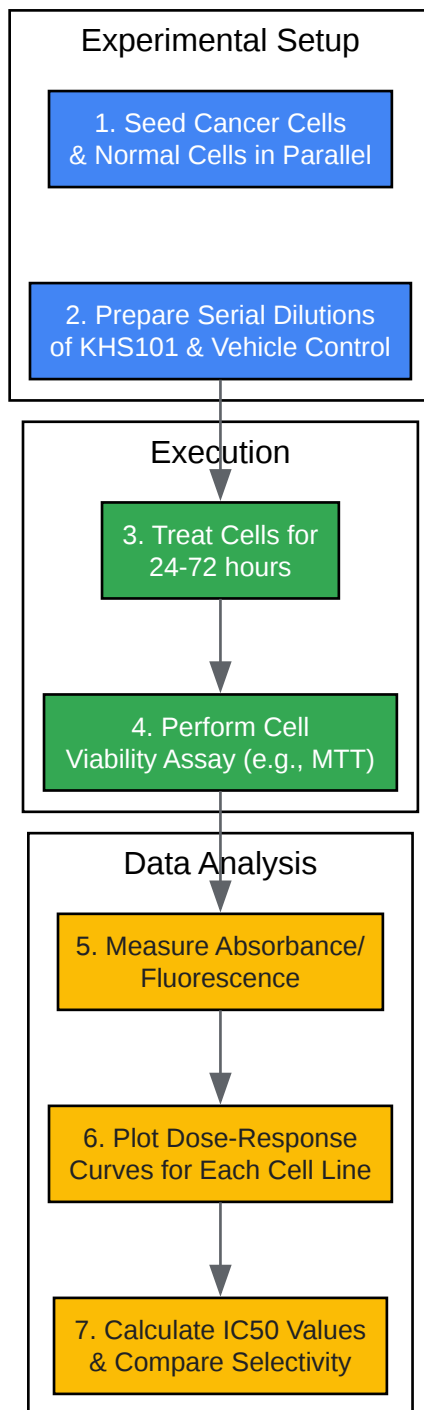 Experimental Setup
1. Seed Cancer Cells
& Normal Cells in Parallel
2. Prepare Serial Dilutions
of KHS101 & Vehicle Control
Execution
3. Treat Cells for
24-72 hours
4. Perform Cell
Viability Assay (e.g., MTT)
Data Analysis
5. Measure Absorbance/
Fluorescence
6. Plot Dose-Response
Curves for Each Cell Line
7. Calculate IC50 Values
& Compare Selectivity